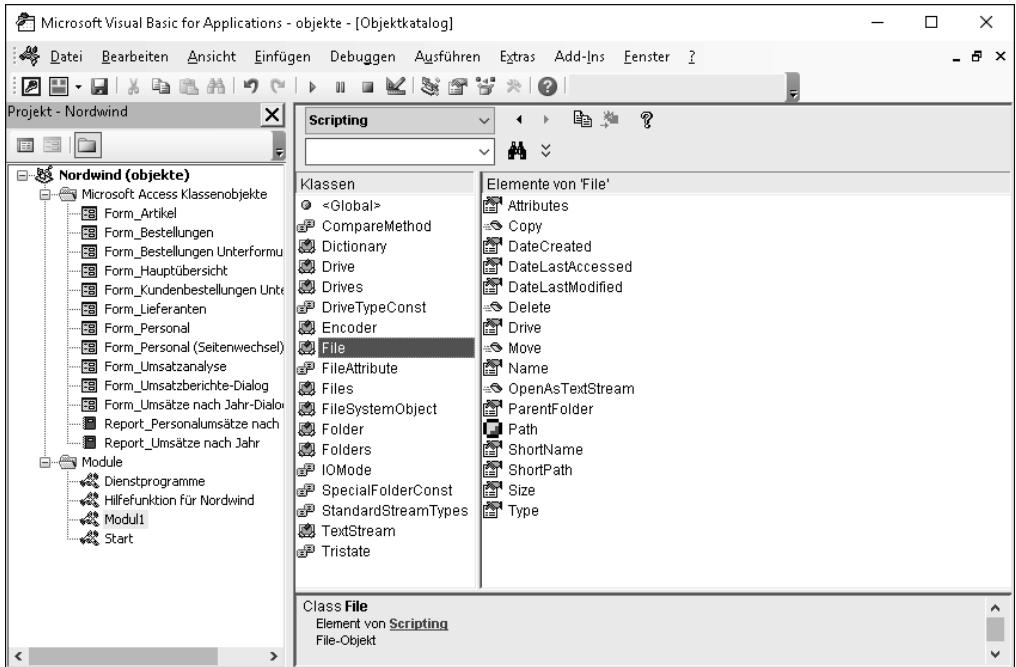 Microsoft Visual Basic for Applications - objekte - [Objektkatalog]
Datei Bearbeiten Ansicht Einfügen Debuggen Ausführen Extras Add-Ins Fenster ?
Projekt - Nordwind
Nordwind (objekte)
Microsoft Access Klassenobjekte
Form_Artikel
Form_Bestellungen
Form_Bestellungen Unterformu
Form_Hauptübersicht
Form_Kundenbestellungen Unte
Form_Lieferanten
Form_Personal
Form_Personal (Seitenwechsel)
Form_Umsatzanalyse
Form_Umsatzberichte-Dialog
Form_Umsätze nach Jahr-Dialo
Report_Personalumsätze nach
Report_Umsätze nach Jahr
Module
Dienstprogramme
Hilfefunktion für Nordwind
Modul1
Start
Scripting
Klassen
<Global>
CompareMethod
Dictionary
Drive
Drives
DriveTypeConst
Encoder
File
FileAttribute
Files
FileSystemObject
Folder
Folders
IOMode
SpecialFolderConst
StandardStreamTypes
TextStream
Tristate
Elemente von 'File'
Attributes
Copy
DateCreated
DateLastAccessed
DateLastModified
Delete
Drive
Move
Name
OpenAsTextStream
ParentFolder
Path
ShortName
ShortPath
Size
Type
Class File
Element von Scripting
File-Objekt